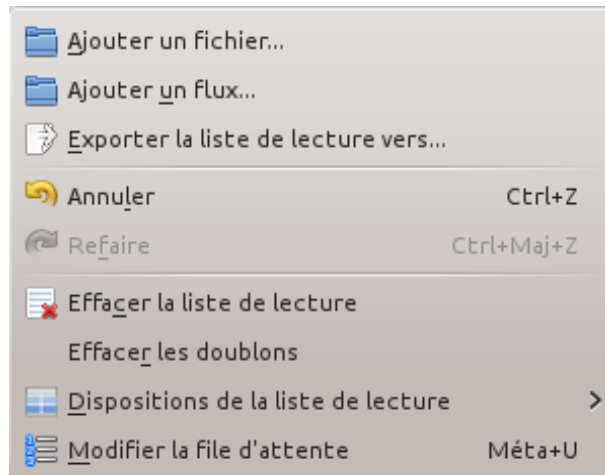 Ajouter un fichier...
Ajouter un flux...
Exporter la liste de lecture vers...
Annuler Ctrl+Z
Refaire Ctrl+Maj+Z
Effacer la liste de lecture
Effacer les doublons
Dispositions de la liste de lecture
Modifier la file d'attente Méta+U